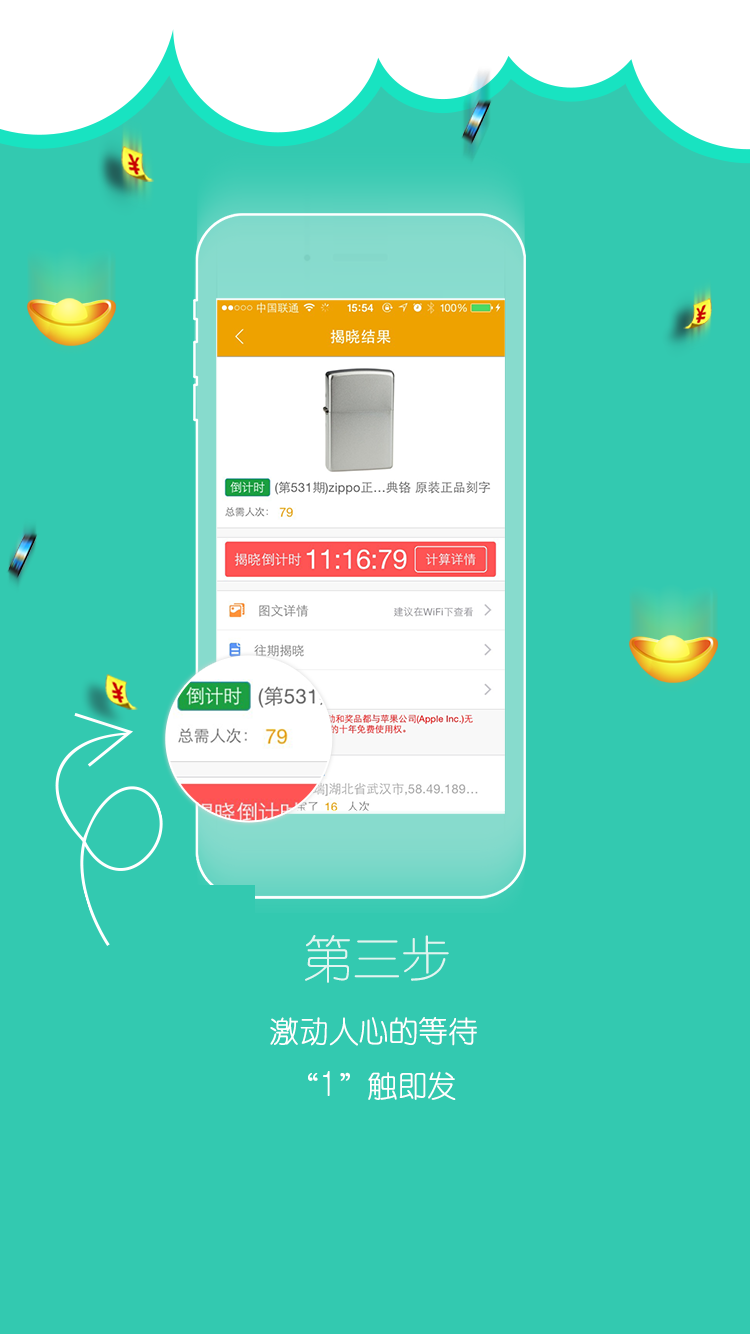 ¥
中国联通 15:54 100%
揭晓结果
倒计时 (第531期)zippo正...典铬 原装正品刻字
总需人次: 79
揭晓倒计时 11:16:79 计算详情
¥
图文详情 建议在WiFi下查看
往期揭晓
¥
倒计时 (第531
总需人次: 79
揭晓倒计时
动和奖品都与苹果公司(Apple Inc.)无
的十年免费使用权。
湖北省武汉市,58.49.189...
了 16 人次
第三步
激动人心的等待
“1”触即发